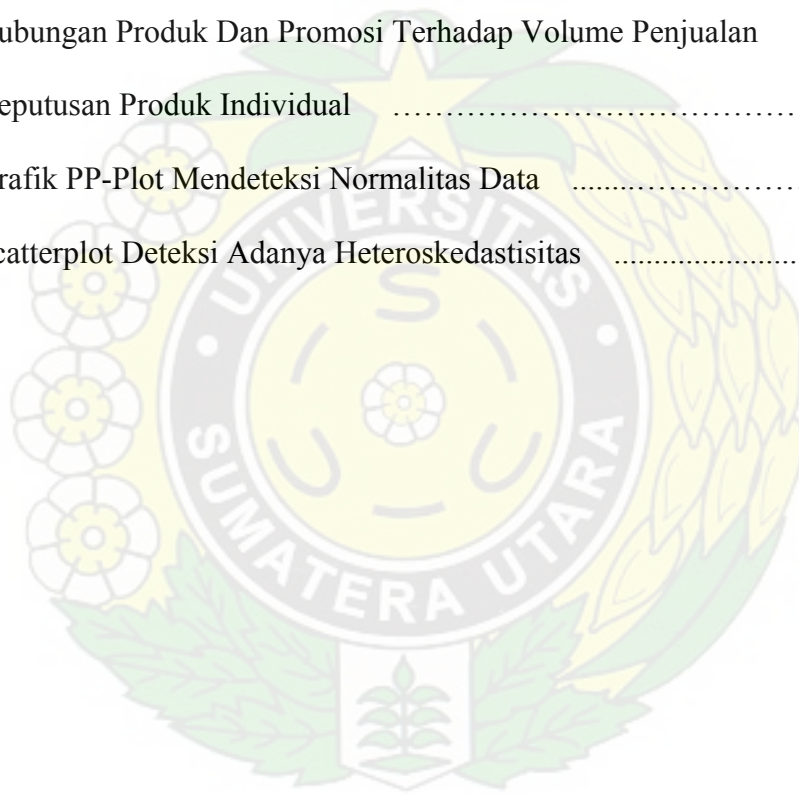 ubungan Produk Dan Promosi Terhadap Volume Penjualan
eputusan Produk Individual ……………………………………
rafik PP-Plot Mendeteksi Normalitas Data ........………………
catterplot Deteksi Adanya Heteroskedastisitas .......................
UNIVERSITAS
SUMATERA UTARA
U S U